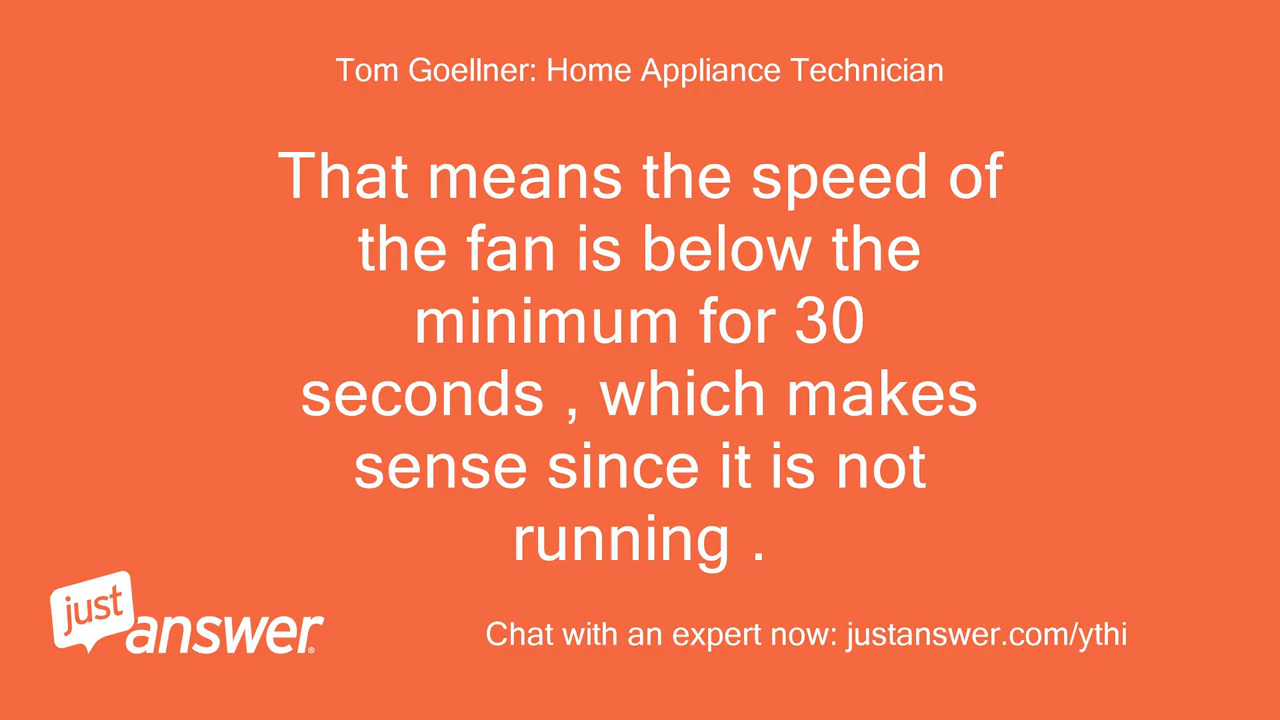 Tom Goellner: Home Appliance Technician
That means the speed of
the fan is below the
minimum for 30
seconds , which makes
sense since it is not
running .
just
answer®
Chat with an expert now: justanswer.com/ythi